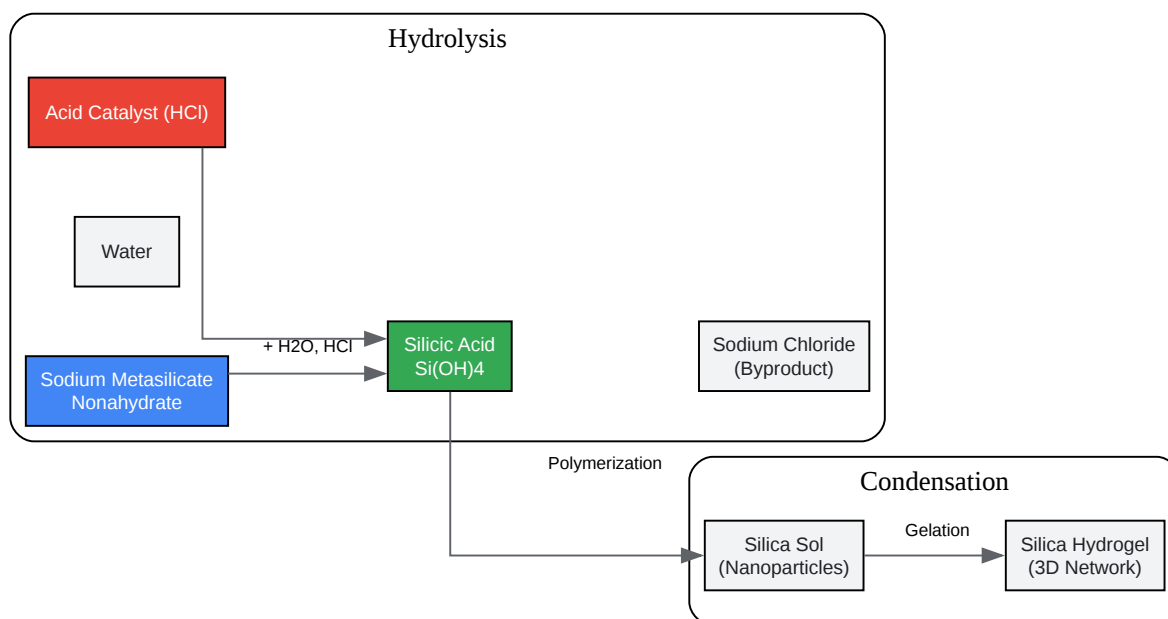 Hydrolysis
Acid Catalyst (HCl)
Water
+ H2O, HCl
Silicic Acid
Si(OH)4
Sodium Chloride
(Byproduct)
Sodium Metasilicate
Nonahydrate
Polymerization
Condensation
Silica Sol
(Nanoparticles)
Gelation
Silica Hydrogel
(3D Network)